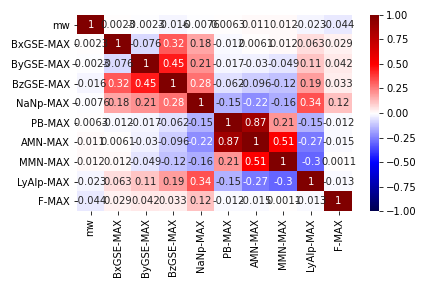 mw 1 -0.0023 -0.0023 -0.016 -0.0076 0.0063 -0.011 0.012 -0.023 -0.044
BxGSE-MAX -0.0023 1 -0.076 0.32 0.18 -0.012 0.0061 0.012 0.063 0.029
ByGSE-MAX -0.0023 -0.076 1 0.45 0.21 -0.017 -0.03 -0.049 0.11 0.042
BzGSE-MAX -0.016 0.32 0.45 1 0.28 -0.062 -0.096 -0.12 0.19 0.033
NaNp-MAX -0.0076 0.18 0.21 0.28 1 -0.15 -0.22 -0.16 0.34 0.12
PB-MAX 0.0063 -0.012 -0.017 -0.062 -0.15 1 0.87 0.21 -0.15 -0.012
AMN-MAX -0.011 0.0061 -0.03 -0.096 -0.22 0.87 1 0.51 -0.27 -0.015
MMN-MAX 0.012 0.012 -0.049 -0.12 -0.16 0.21 0.51 1 -0.3 0.0011
LyAlp-MAX -0.023 0.063 0.11 0.19 0.34 -0.15 -0.27 -0.3 1 -0.013
F-MAX -0.044 0.029 0.042 0.033 0.12 -0.012 -0.015 0.0011 -0.013 1
mw
BxGSE-MAX
ByGSE-MAX
BzGSE-MAX
NaNp-MAX
PB-MAX
AMN-MAX
MMN-MAX
LyAlp-MAX
F-MAX
1.00
0.75
0.50
0.25
0.00
−0.25
−0.50
−0.75
−1.00